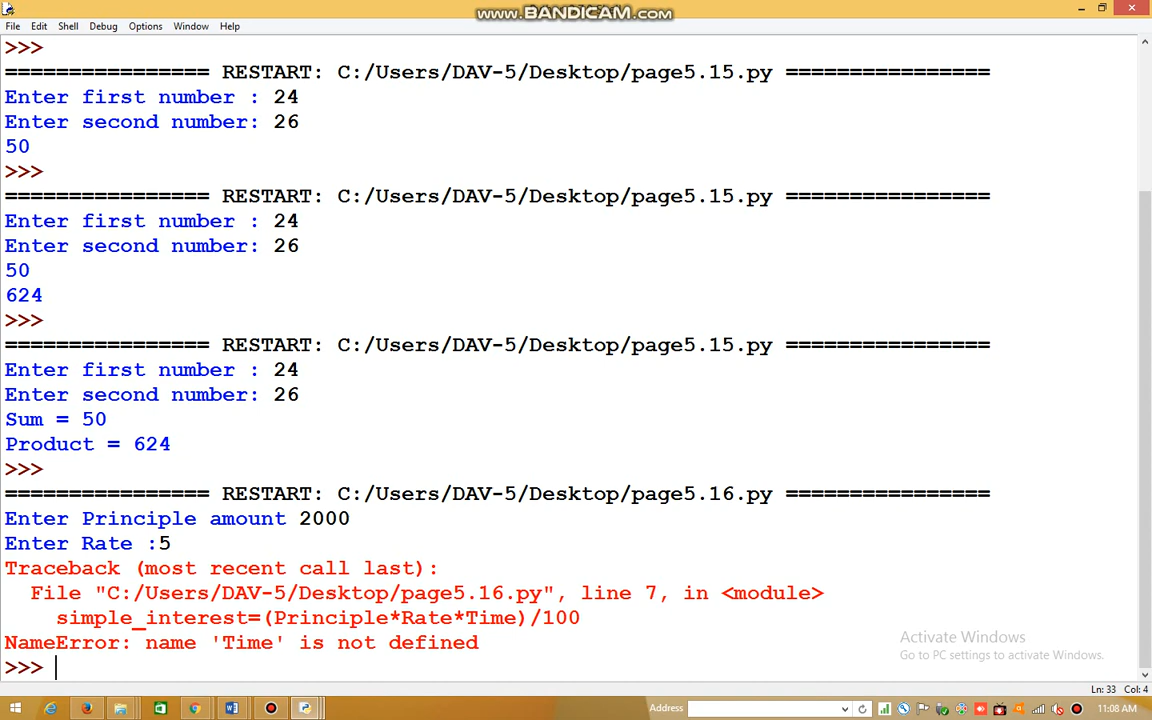 www.BANDICAM.com
File Edit Shell Debug Options Window Help
>>>
================ RESTART: C:/Users/DAV-5/Desktop/page5.15.py ================
Enter first number : 24
Enter second number: 26
50
>>>
================ RESTART: C:/Users/DAV-5/Desktop/page5.15.py ================
Enter first number : 24
Enter second number: 26
50
624
>>>
================ RESTART: C:/Users/DAV-5/Desktop/page5.15.py ================
Enter first number : 24
Enter second number: 26
Sum = 50
Product = 624
>>>
================ RESTART: C:/Users/DAV-5/Desktop/page5.16.py ================
Enter Principle amount 2000
Enter Rate :5
Traceback (most recent call last):
  File "C:/Users/DAV-5/Desktop/page5.16.py", line 7, in <module>
    simple_interest=(Principle*Rate*Time)/100
NameError: name 'Time' is not defined
>>>
Activate Windows
Go to PC settings to activate Windows.
Ln: 33 Col: 4
Address
11:08 AM